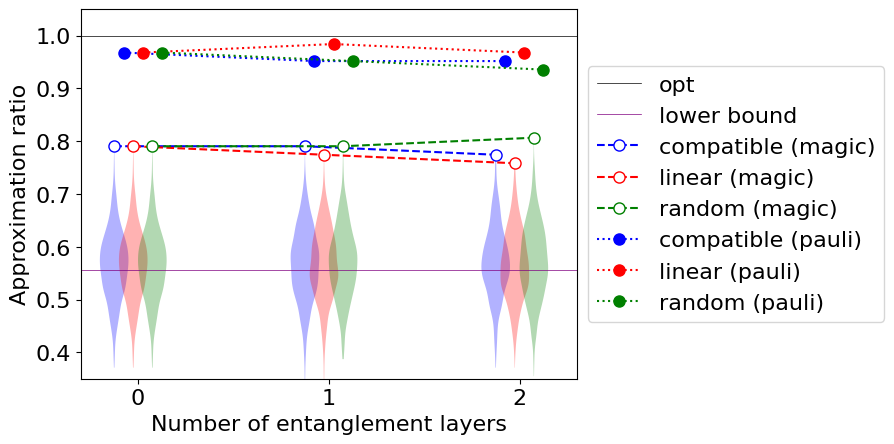 Approximation ratio
1.0
0.9
0.8
0.7
0.6
0.5
0.4
0
1
2
Number of entanglement layers
opt
lower bound
compatible (magic)
linear (magic)
random (magic)
compatible (pauli)
linear (pauli)
random (pauli)